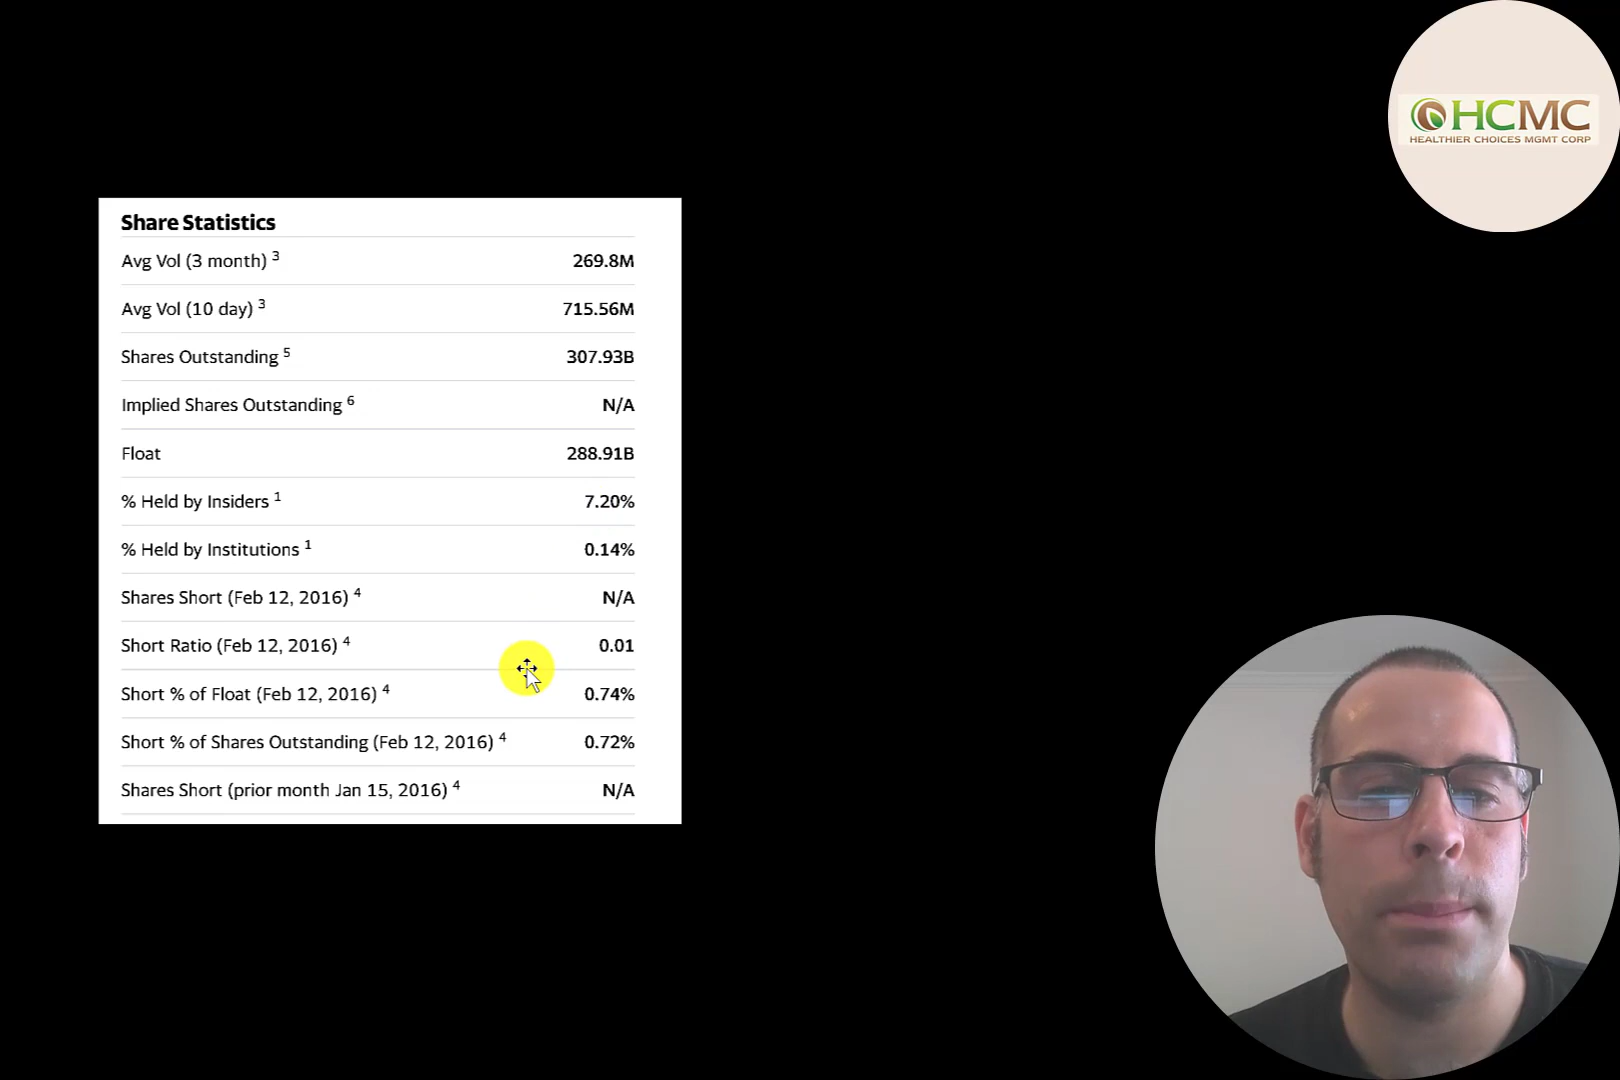 HCMC
HEALTHIER CHOICES MGMT CORP
Share Statistics
Avg Vol (3 month) 3 269.8M
Avg Vol (10 day) 3 715.56M
Shares Outstanding 5 307.93B
Implied Shares Outstanding 6 N/A
Float 288.91B
% Held by Insiders 1 7.20%
% Held by Institutions 1 0.14%
Shares Short (Feb 12, 2016) 4 N/A
Short Ratio (Feb 12, 2016) 4 0.01
Short % of Float (Feb 12, 2016) 4 0.74%
Short % of Shares Outstanding (Feb 12, 2016) 4 0.72%
Shares Short (prior month Jan 15, 2016) 4 N/A